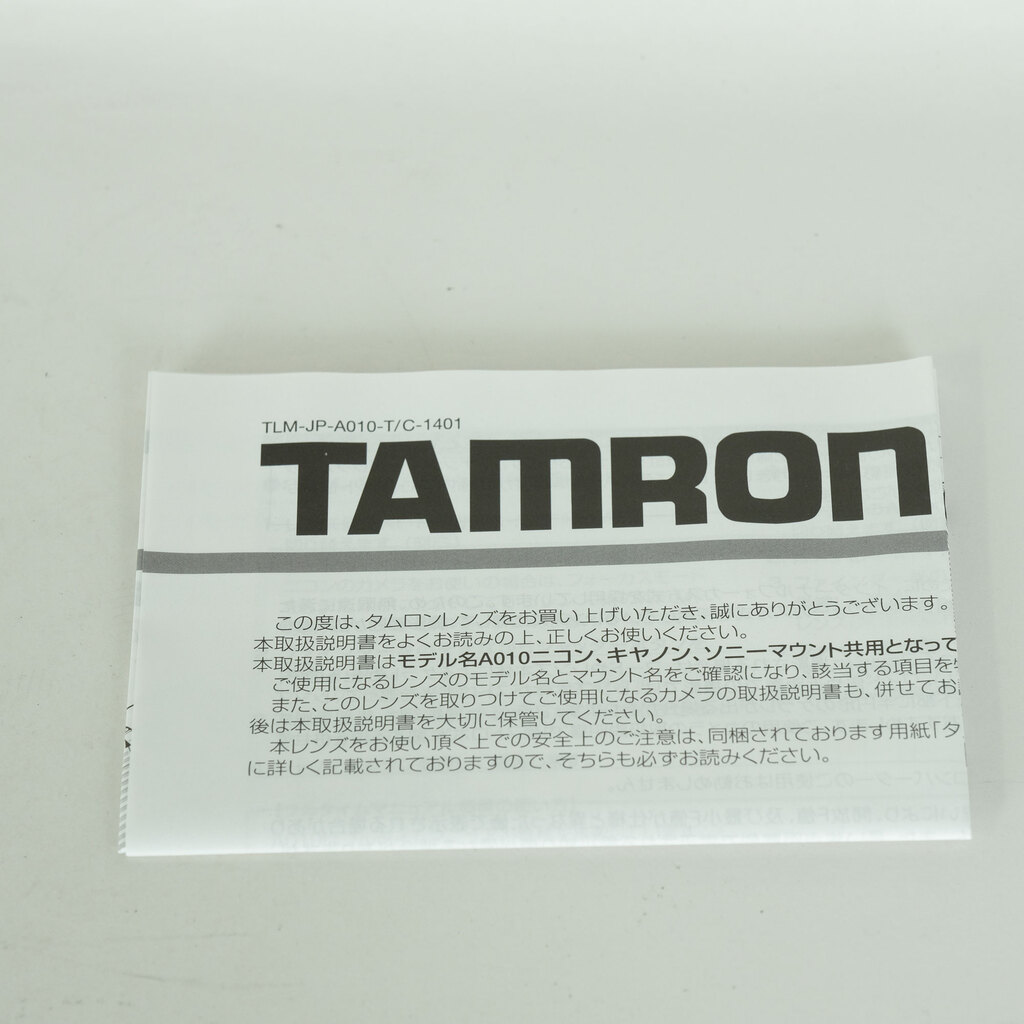 TLM-JP-A010-T/C-1401
TAMRON
この度は、タムロンレンズをお買い上げいただき、誠にありがとうございます。
本取扱説明書をよくお読みの上、正しくお使いください。
本取扱説明書はモデル名A010ニコン、キヤノン、ソニーマウント共用となって
ご使用になるレンズのモデル名とマウント名をご確認になり、該当する項目を
また、このレンズを取りつけてご使用になるカメラの取扱説明書も、併せてお
後は本取扱説明書を大切に保管してください。
本レンズをお使い頂く上での安全上のご注意は、同梱されております用紙「タ
に詳しく記載されておりますので、そちらも必ずお読みください。